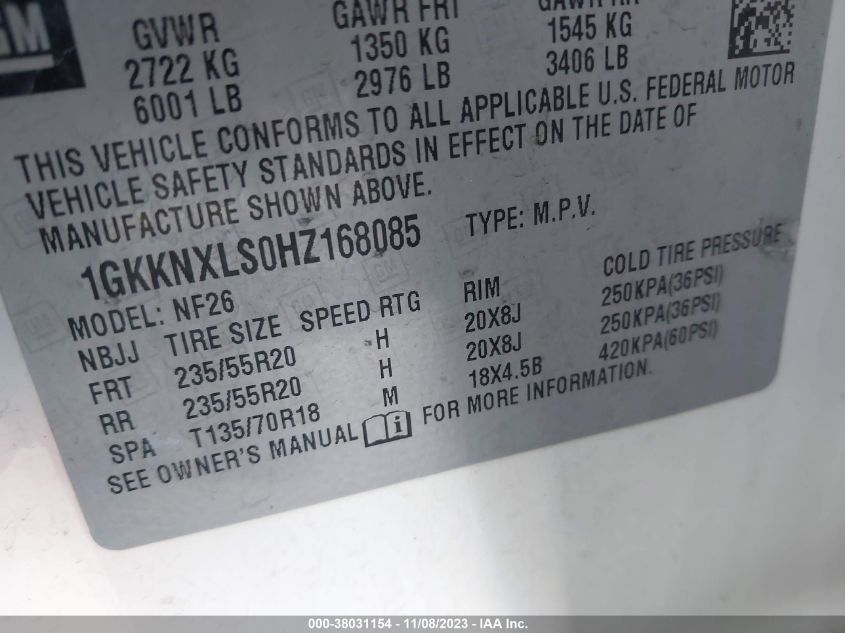 GM
GVWR GAWR FRT GAWR RR
2722 KG 1350 KG 1545 KG
6001 LB 2976 LB 3406 LB
THIS VEHICLE CONFORMS TO ALL APPLICABLE U.S. FEDERAL MOTOR
VEHICLE SAFETY STANDARDS IN EFFECT ON THE DATE OF
MANUFACTURE SHOWN ABOVE.
1GKKNXLS0HZ168085 TYPE: M.P.V.
MODEL: NF26
NBJJ TIRE SIZE SPEED RTG RIM COLD TIRE PRESSURE
FRT 235/55R20 H 20X8J 250KPA(36PSI)
RR 235/55R20 H 20X8J 250KPA(36PSI)
SPA T135/70R18 M 18X4.5B 420KPA(60PSI)
SEE OWNER'S MANUAL FOR MORE INFORMATION.
000-38031154 - 11/08/2023 - IAA Inc.